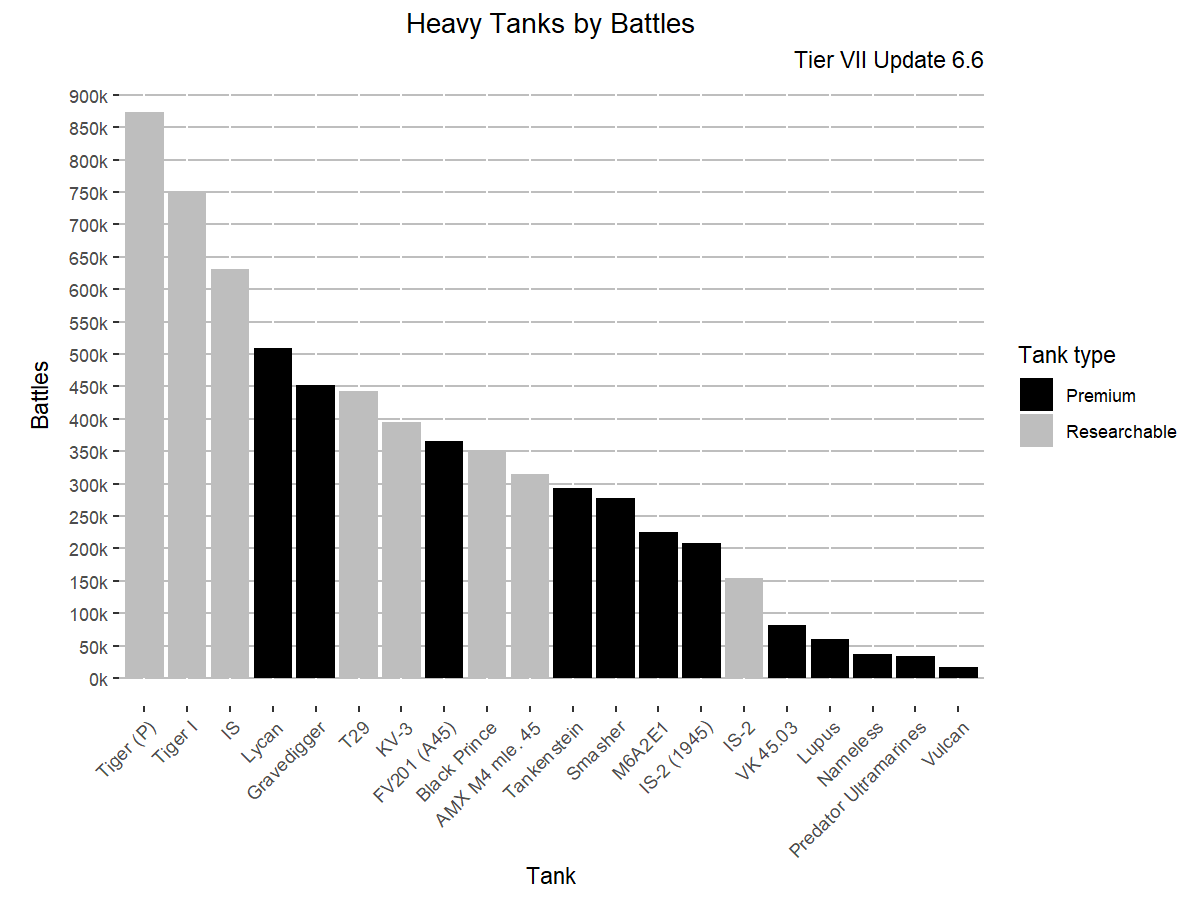 Heavy Tanks by Battles
Tier VII Update 6.6
900k
850k
800k
750k
700k
650k
600k
550k
500k
450k
400k
350k
300k
250k
200k
150k
100k
50k
0k
Battles
Tiger (P)
Tiger I
IS
Lycan
Gravedigger
T29
KV-3
FV201 (A45)
Black Prince
AMX M4 mle. 45
Tankenstein
Smasher
M6A2E1
IS-2 (1945)
IS-2
VK 45.03
Lupus
Nameless
Predator Ultramarines
Vulcan
Tank
Tank type
Premium
Researchable